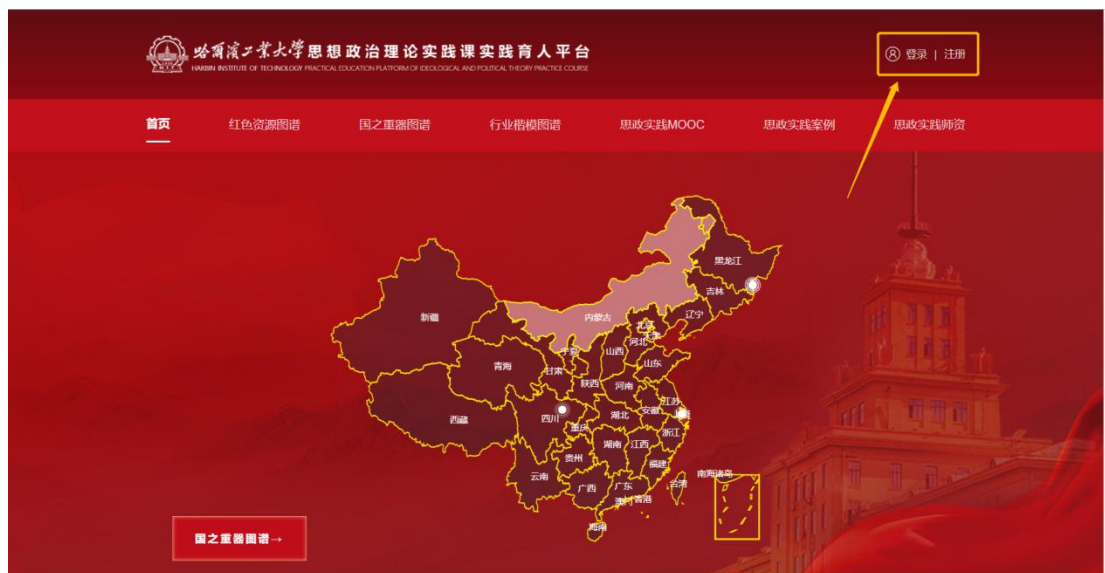 哈爾濱工業大學思想政治理论实践课实践育人平台
HARBIN INSTITUTE OF TECHNOLOGY PRACTICAL EDUCATION PLATFORM OF IDEOLOGICAL AND POLITICAL THEORY PRACTICE COURSE
登录 | 注册
首页 红色资源图谱 国之重器图谱 行业楷模图谱 思政实践MOOC 思政实践案例 思政实践师资
黑龙江
吉林
新疆
内蒙古
辽宁
北京
天津
河北
宁夏
山西
山东
青海
甘肃
陕西
河南
江苏
西藏
四川
湖北
安徽
重庆
浙江
湖南
江西
贵州
福建
南海诸岛
云南
广西
广东
台湾
澳门
香港
海南
国之重器图谱→